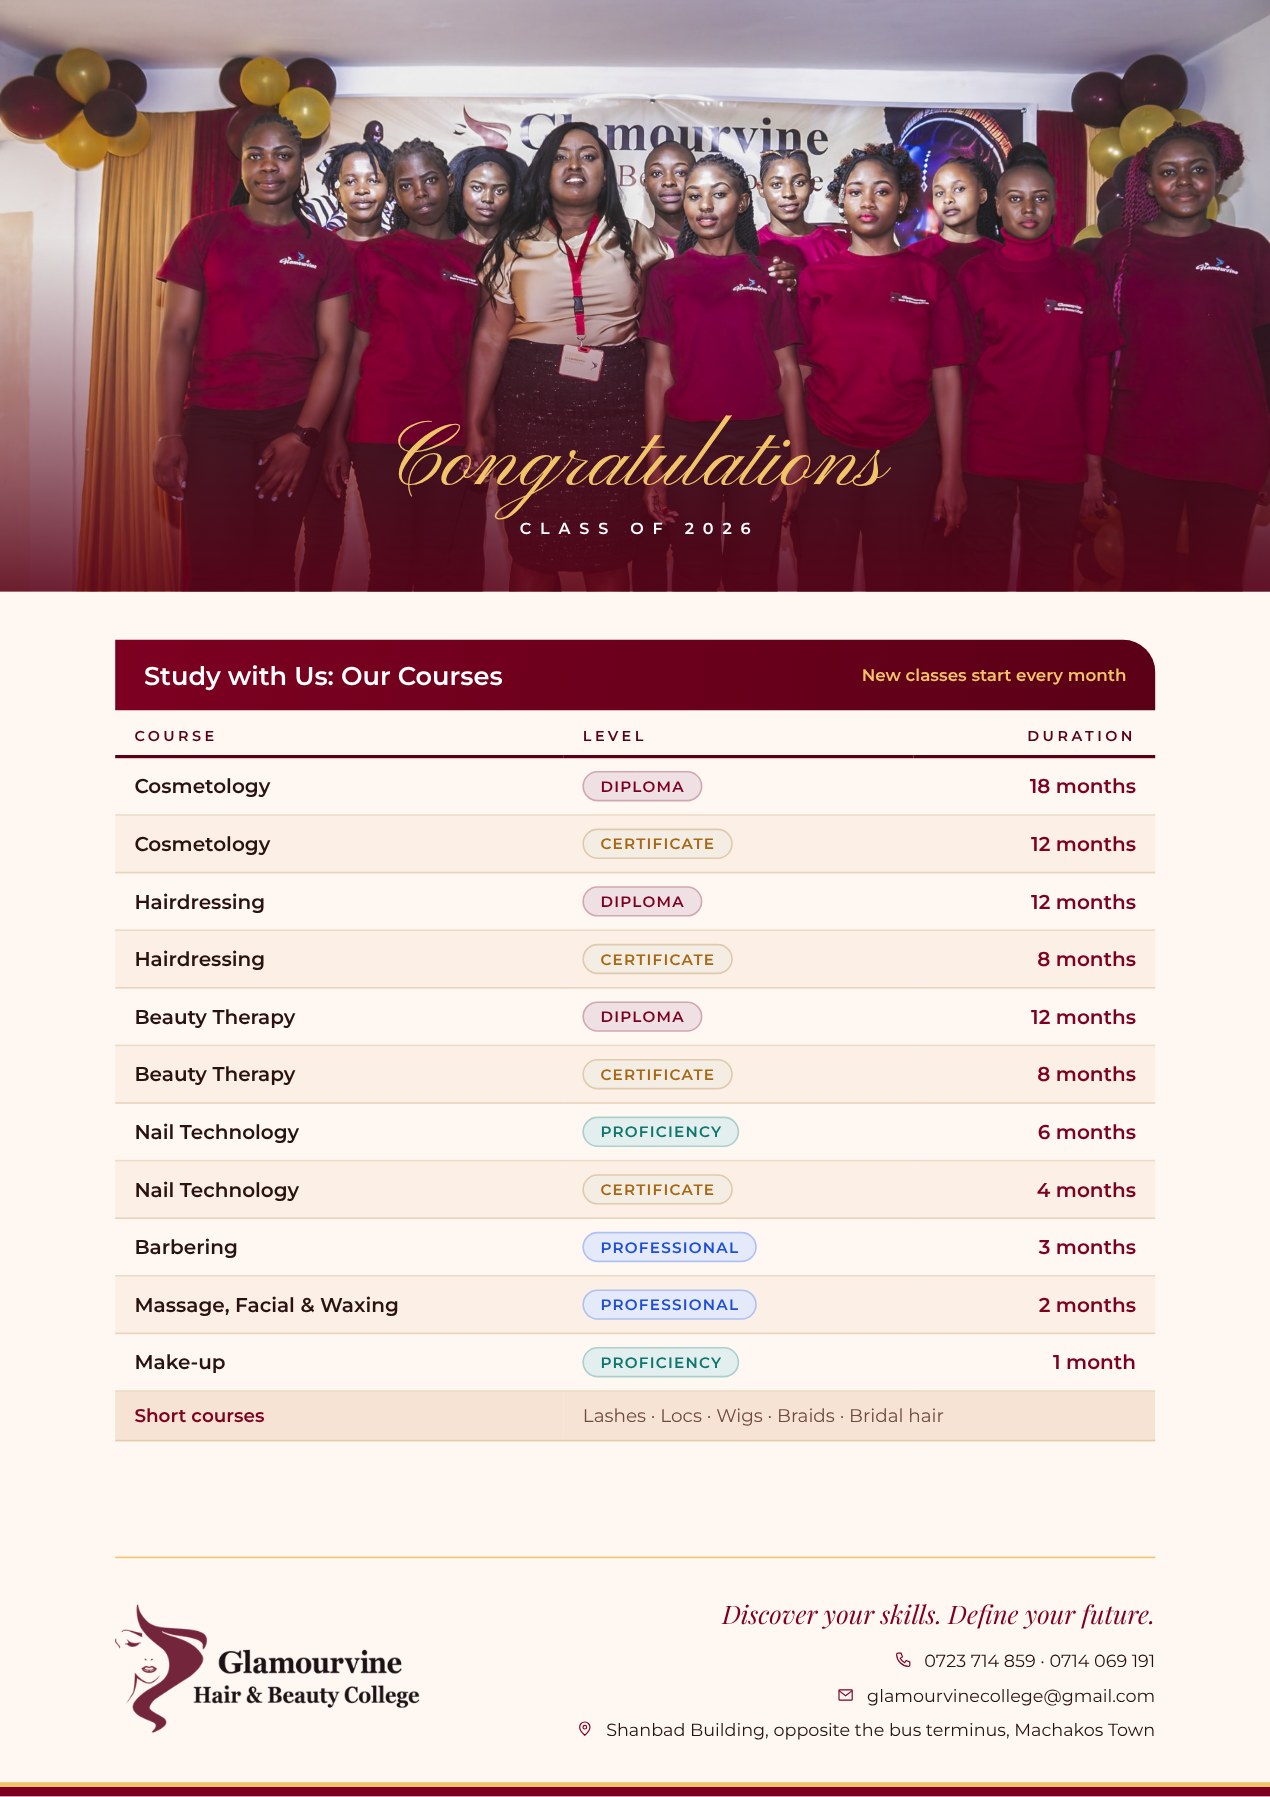 Glamourvine
Glamourvine
Glamourvine
Glamourvine
Congratulations
CLASS OF 2026
Study with Us: Our Courses
New classes start every month
COURSE LEVEL DURATION
Cosmetology DIPLOMA 18 months
Cosmetology CERTIFICATE 12 months
Hairdressing DIPLOMA 12 months
Hairdressing CERTIFICATE 8 months
Beauty Therapy DIPLOMA 12 months
Beauty Therapy CERTIFICATE 8 months
Nail Technology PROFICIENCY 6 months
Nail Technology CERTIFICATE 4 months
Barbering PROFESSIONAL 3 months
Massage, Facial & Waxing PROFESSIONAL 2 months
Make-up PROFICIENCY 1 month
Short courses Lashes · Locs · Wigs · Braids · Bridal hair
Glamourvine
Hair & Beauty College
Discover your skills. Define your future.
0723 714 859 · 0714 069 191
glamourvinecollege@gmail.com
Shanbad Building, opposite the bus terminus, Machakos Town